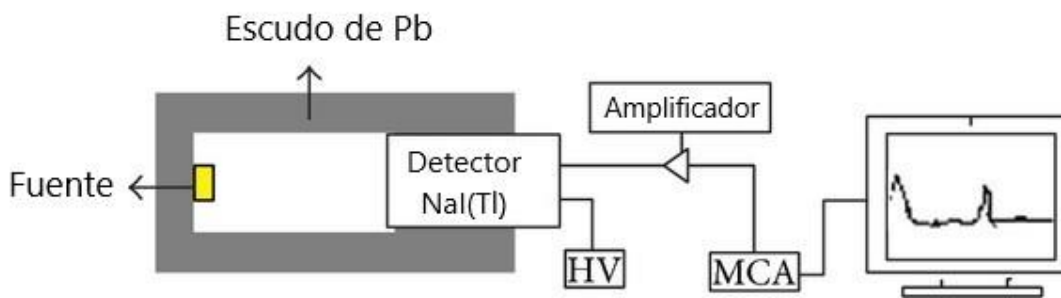 Escudo de Pb
Amplificador
Fuente
Detector
NaI(Tl)
HV
MCA